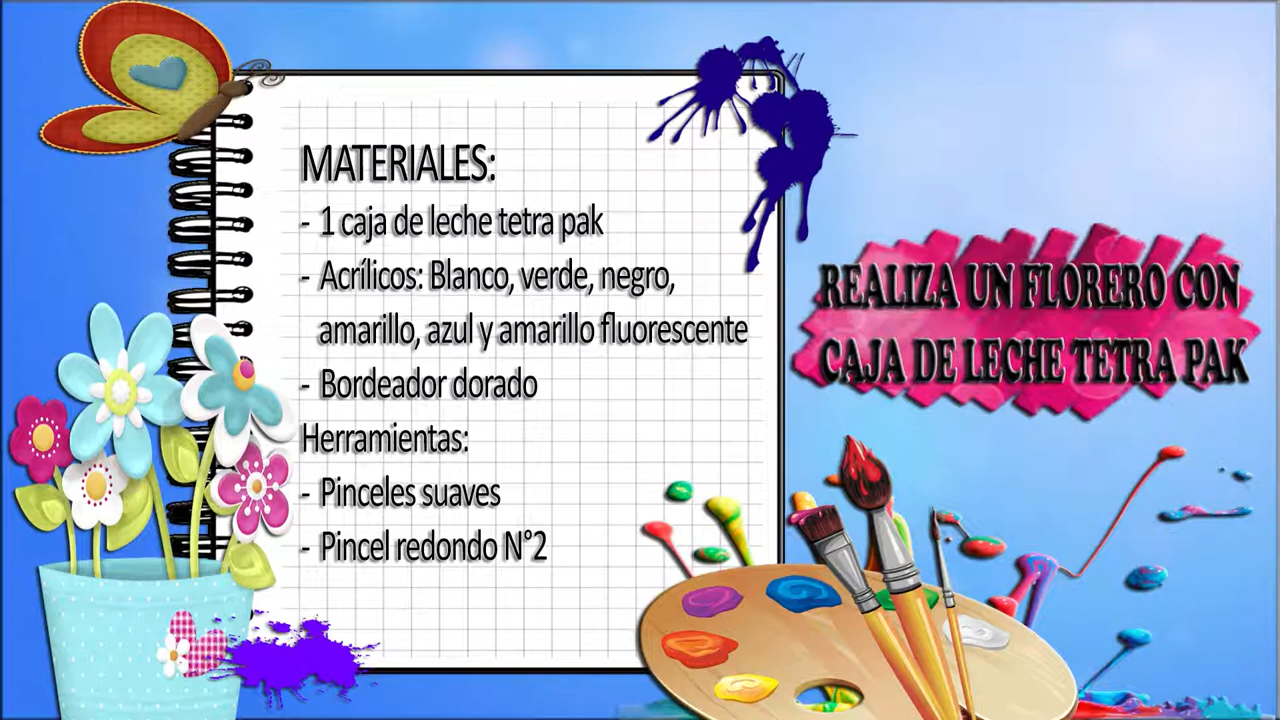 MATERIALES:
- 1 caja de leche tetra pak
- Acrílicos: Blanco, verde, negro,
amarillo, azul y amarillo fluorescente
- Bordeador dorado
Herramientas:
- Pinceles suaves
- Pincel redondo N°2
REALIZA UN FLORERO CON
CAJA DE LECHE TETRA PAK